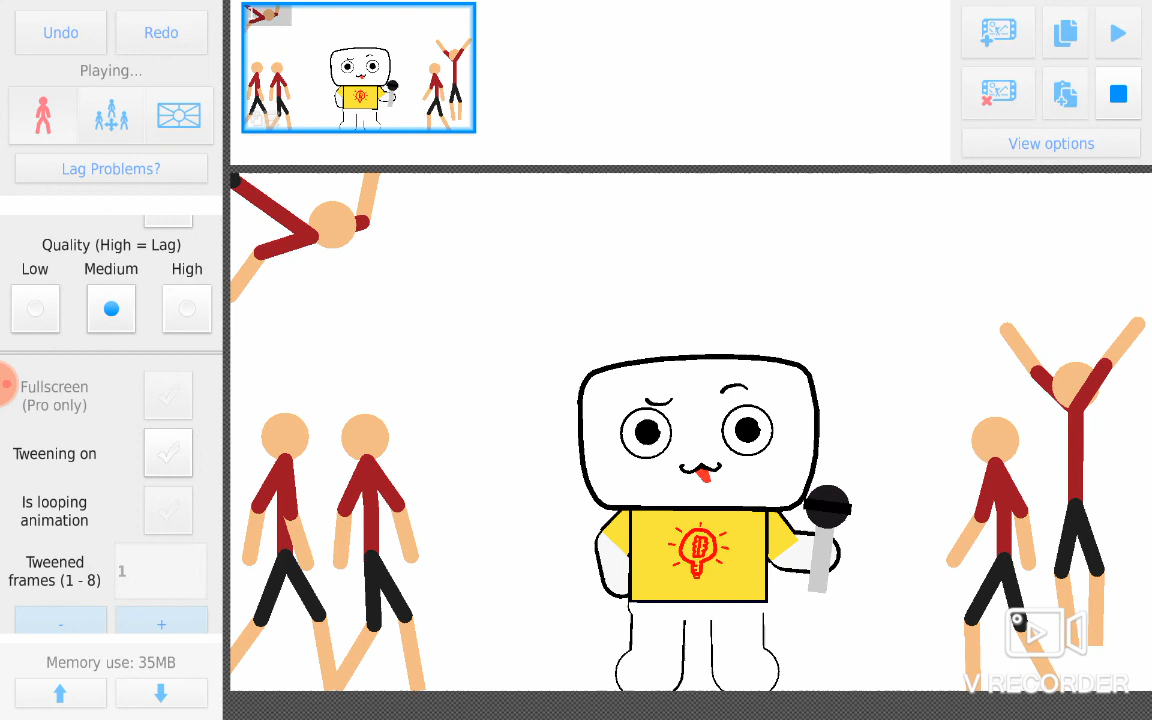 Undo
Redo
Playing...
Lag Problems?
Quality (High = Lag)
Low Medium High
Fullscreen
(Pro only)
Tweening on
Is looping
animation
Tweened
frames (1 - 8)
1
- +
Memory use: 35MB
View options
V RECORDER